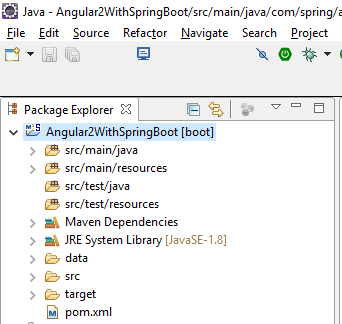 Java - Angular2WithSpringBoot/src/main/java/com/spring/a
File Edit Source Refactor Navigate Search Project
Package Explorer
Angular2WithSpringBoot [boot]
src/main/java
src/main/resources
src/test/java
src/test/resources
Maven Dependencies
JRE System Library [JavaSE-1.8]
data
src
target
pom.xml